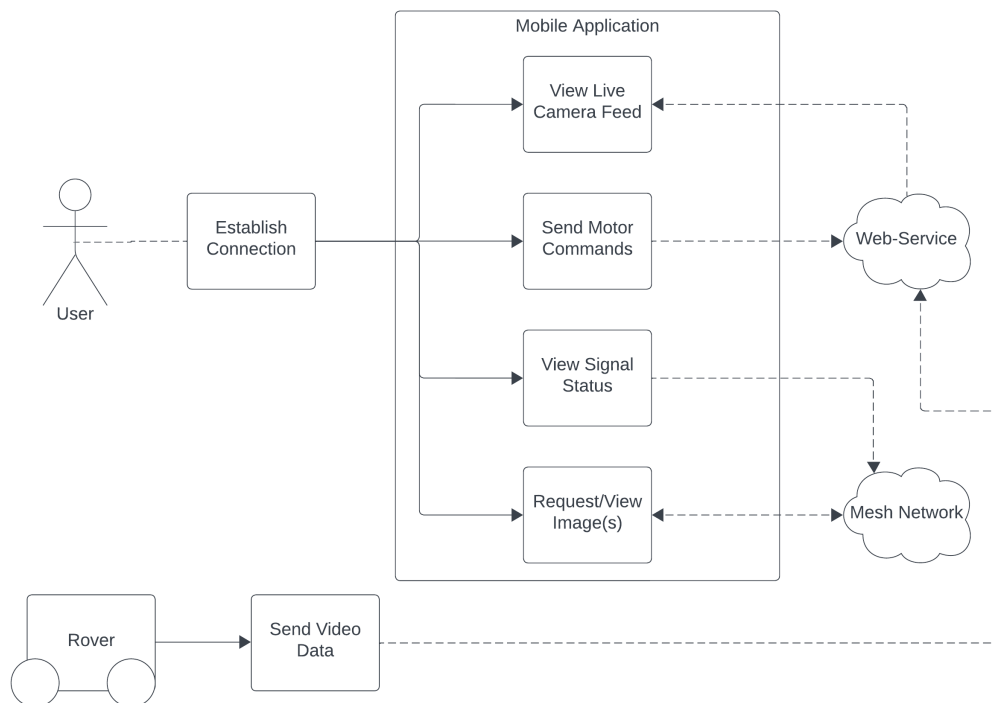 Mobile Application
View Live
Camera Feed
Establish
Connection
Send Motor
Commands
Web-Service
User
View Signal
Status
Request/View
Image(s)
Mesh Network
Rover
Send Video
Data